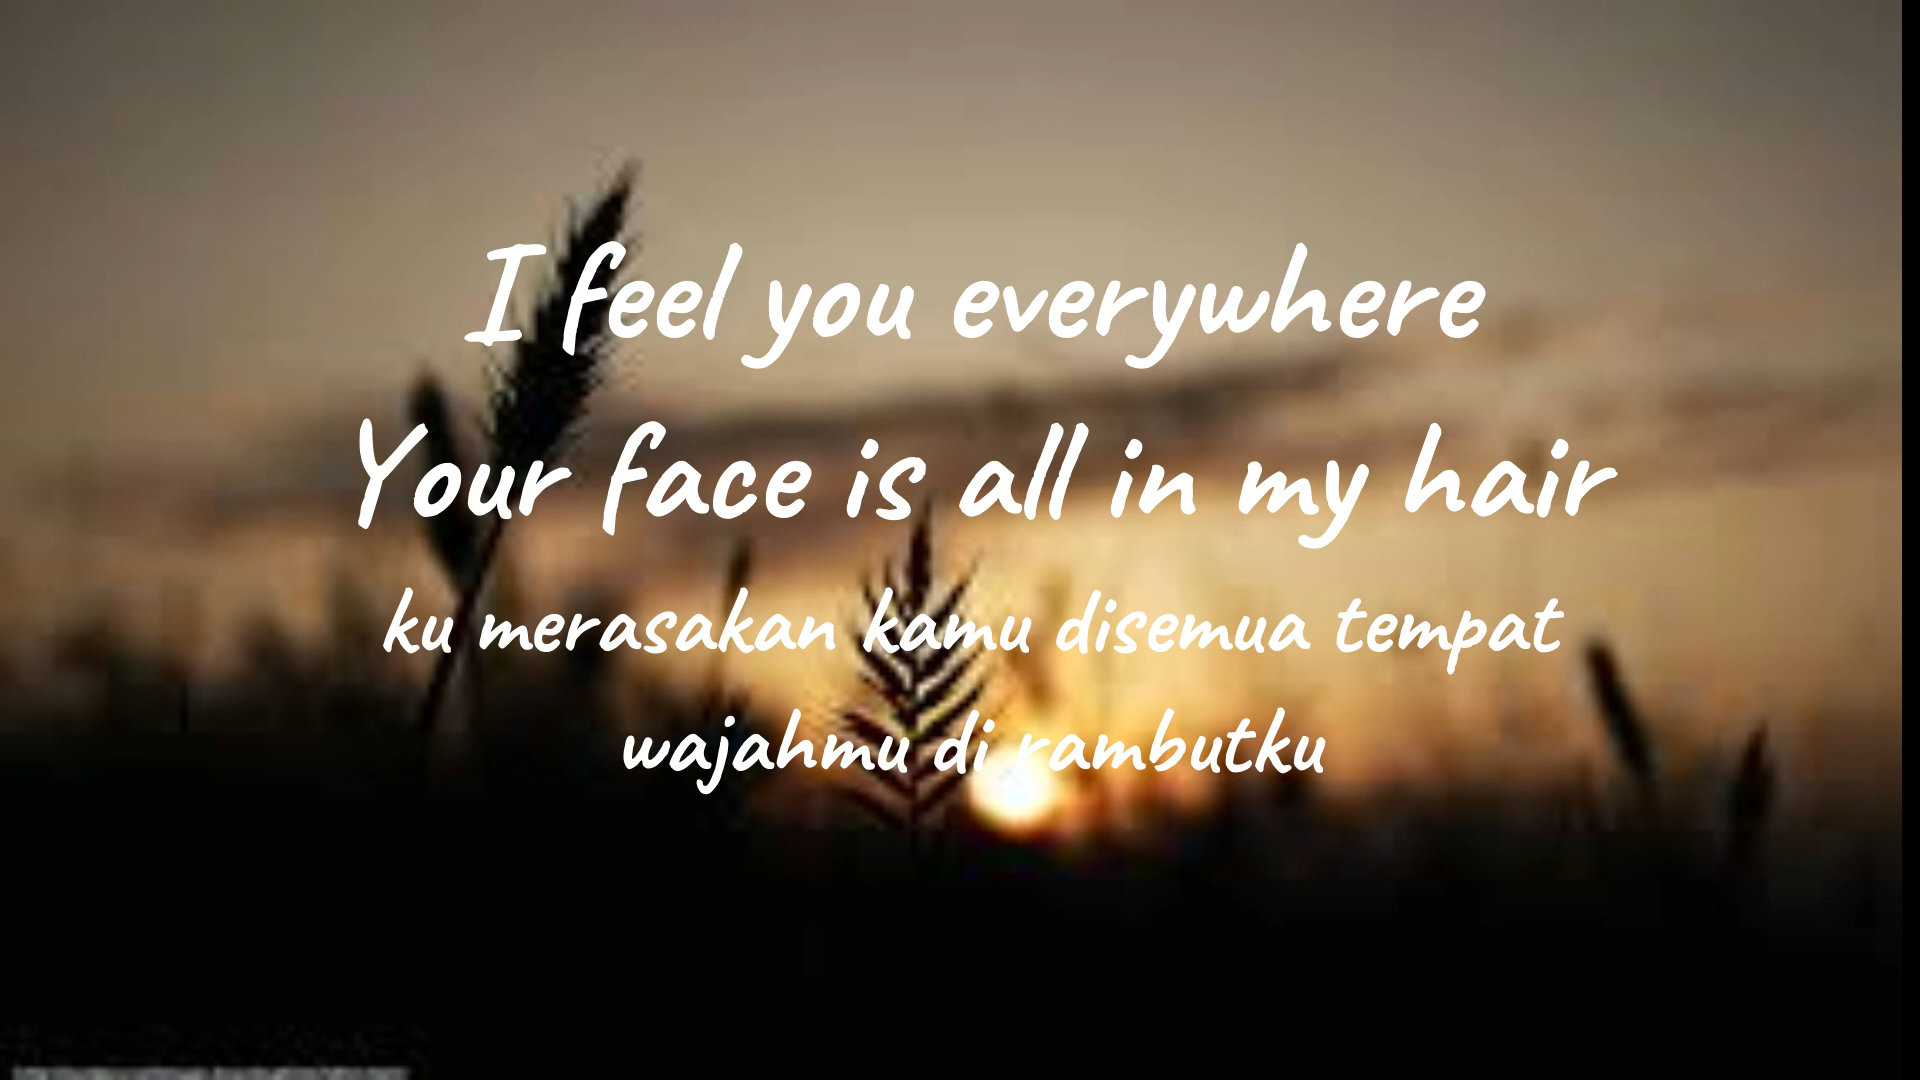 I feel you everywhere
Your face is all in my hair
ku merasakan kamu disemua tempat
wajahmu di rambutku